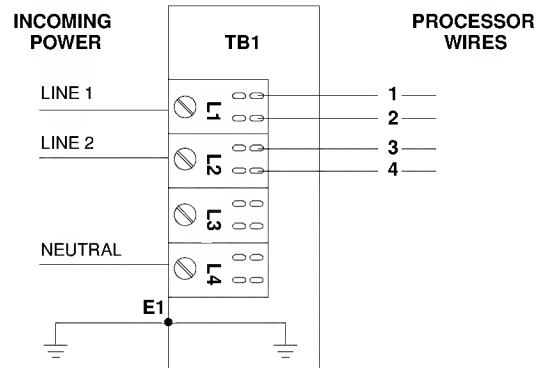 INCOMING
POWER
TB1
PROCESSOR
WIRES
LINE 1
L1
1
2
LINE 2
L2
3
4
L3
NEUTRAL
L4
E1